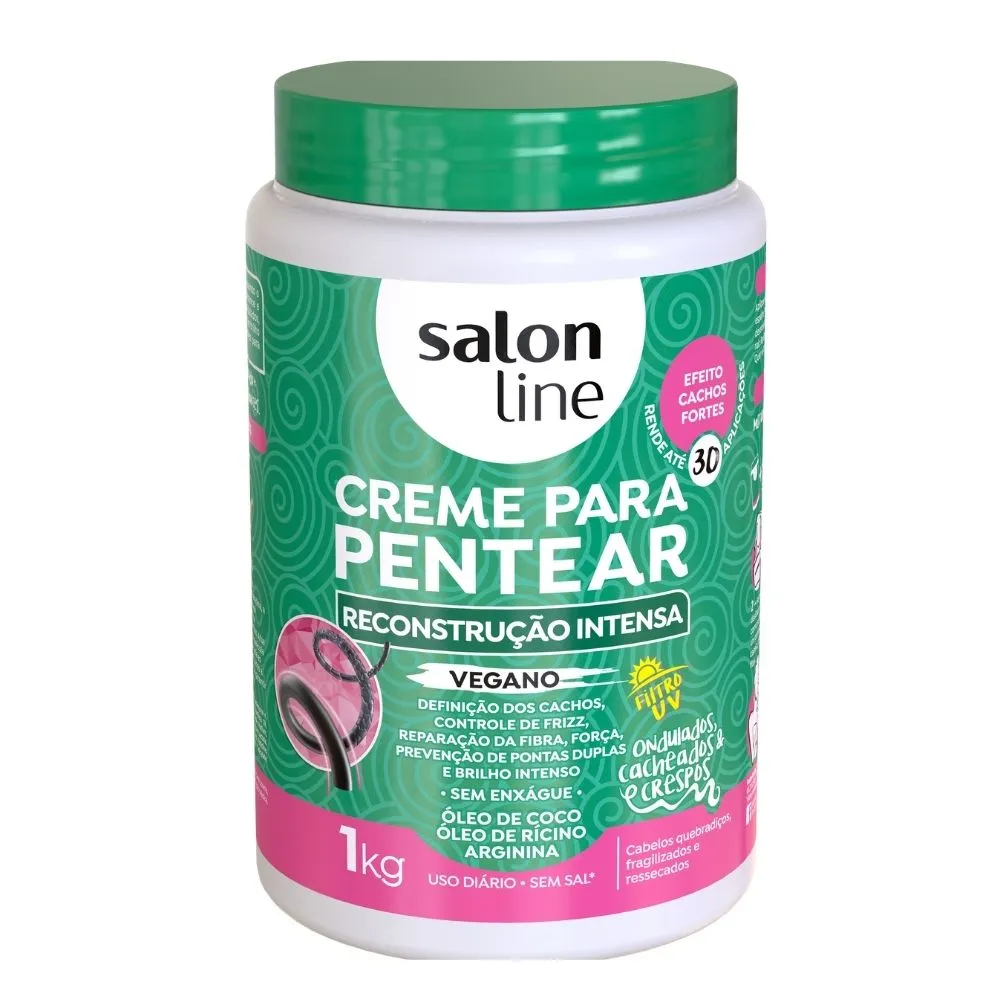 salon
line
EFEITO
CACHOS
FORTES
RENDE ATÉ 30 APLICAÇÕES
CREME PARA
PENTEAR
RECONSTRUÇÃO INTENSA
VEGANO
FILTRO
UV
DEFINIÇÃO DOS CACHOS,
CONTROLE DE FRIZZ,
REPARAÇÃO DA FIBRA, FORÇA,
PREVENÇÃO DE PONTAS DUPLAS
E BRILHO INTENSO
• SEM ENXÁGUE •
ondulados,
cacheados &
crespos
ÓLEO DE COCO
ÓLEO DE RÍCINO
ARGININA
1kg
USO DIÁRIO • SEM SAL*
Cabelos quebradiços,
fragilizados e
ressecados